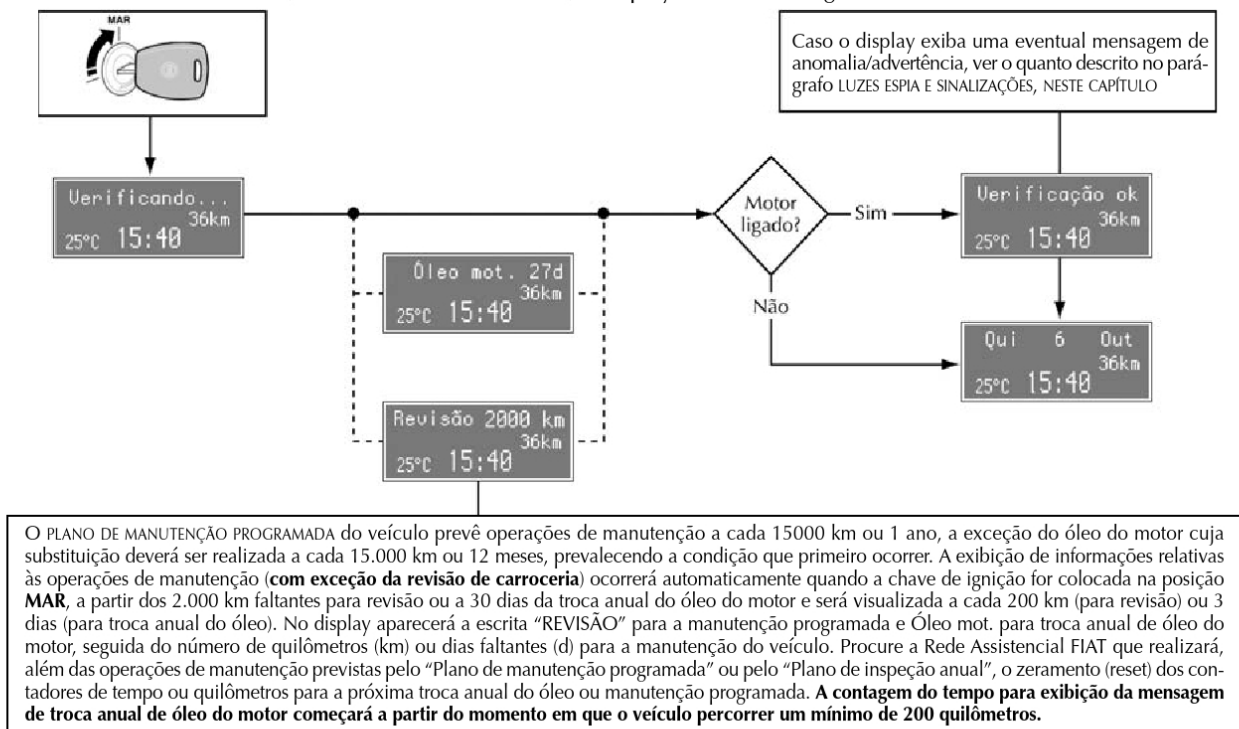 MAR
Caso o display exiba uma eventual mensagem de
anomalia/advertência, ver o quanto descrito no pará-
grafo LUZES ESPIA E SINALIZAÇÕES, NESTE CAPÍTULO
Verificando...
36km
25°C 15:40
Óleo mot. 27d
36km
25°C 15:40
Revisão 2000 km
36km
25°C 15:40
Motor
ligado?
Sim
Não
Verificação ok
36km
25°C 15:40
Qui 6 Out
36km
25°C 15:40
O PLANO DE MANUTENÇÃO PROGRAMADA do veículo prevê operações de manutenção a cada 15000 km ou 1 ano, a exceção do óleo do motor cuja
substituição deverá ser realizada a cada 15.000 km ou 12 meses, prevalecendo a condição que primeiro ocorrer. A exibição de informações relativas
às operações de manutenção (com exceção da revisão de carroceria) ocorrerá automaticamente quando a chave de ignição for colocada na posição
MAR, a partir dos 2.000 km faltantes para revisão ou a 30 dias da troca anual do óleo do motor e será visualizada a cada 200 km (para revisão) ou 3
dias (para troca anual do óleo). No display aparecerá a escrita “REVISÃO” para a manutenção programada e Óleo mot. para troca anual de óleo do
motor, seguida do número de quilômetros (km) ou dias faltantes (d) para a manutenção do veículo. Procure a Rede Assistencial FIAT que realizará,
além das operações de manutenção previstas pelo “Plano de manutenção programada” ou pelo “Plano de inspeção anual”, o zeramento (reset) dos con-
tadores de tempo ou quilômetros para a próxima troca anual do óleo ou manutenção programada. A contagem do tempo para exibição da mensagem
de troca anual de óleo do motor começará a partir do momento em que o veículo percorrer um mínimo de 200 quilômetros.